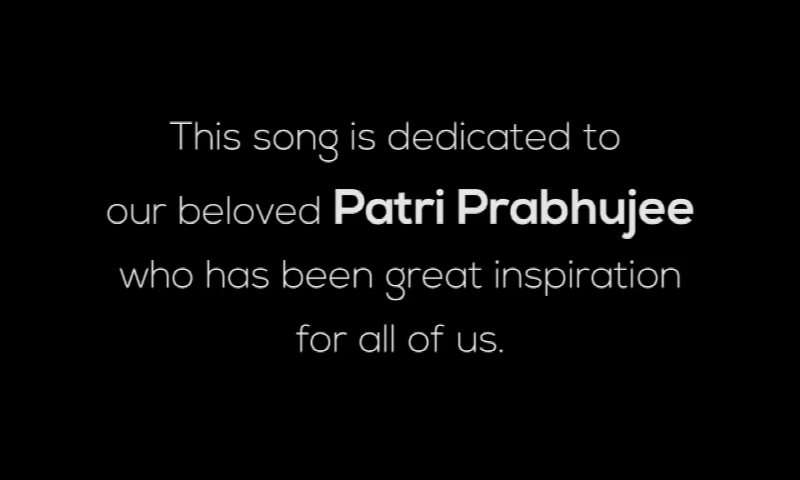 This song is dedicated to
our beloved Patri Prabhujee
who has been great inspiration
for all of us.